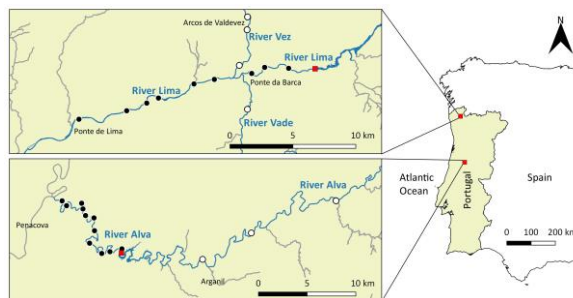 Arcos de Valdevez
River Vez
River Lima
River Lima
Ponte da Barca
Ponte de Lima
River Vade
0 5 10 km
River Alva
Penacova
River Alva
Arganil
0 5 10 km
N
Atlantic
Ocean
Portugal
Spain
0 100 200 km